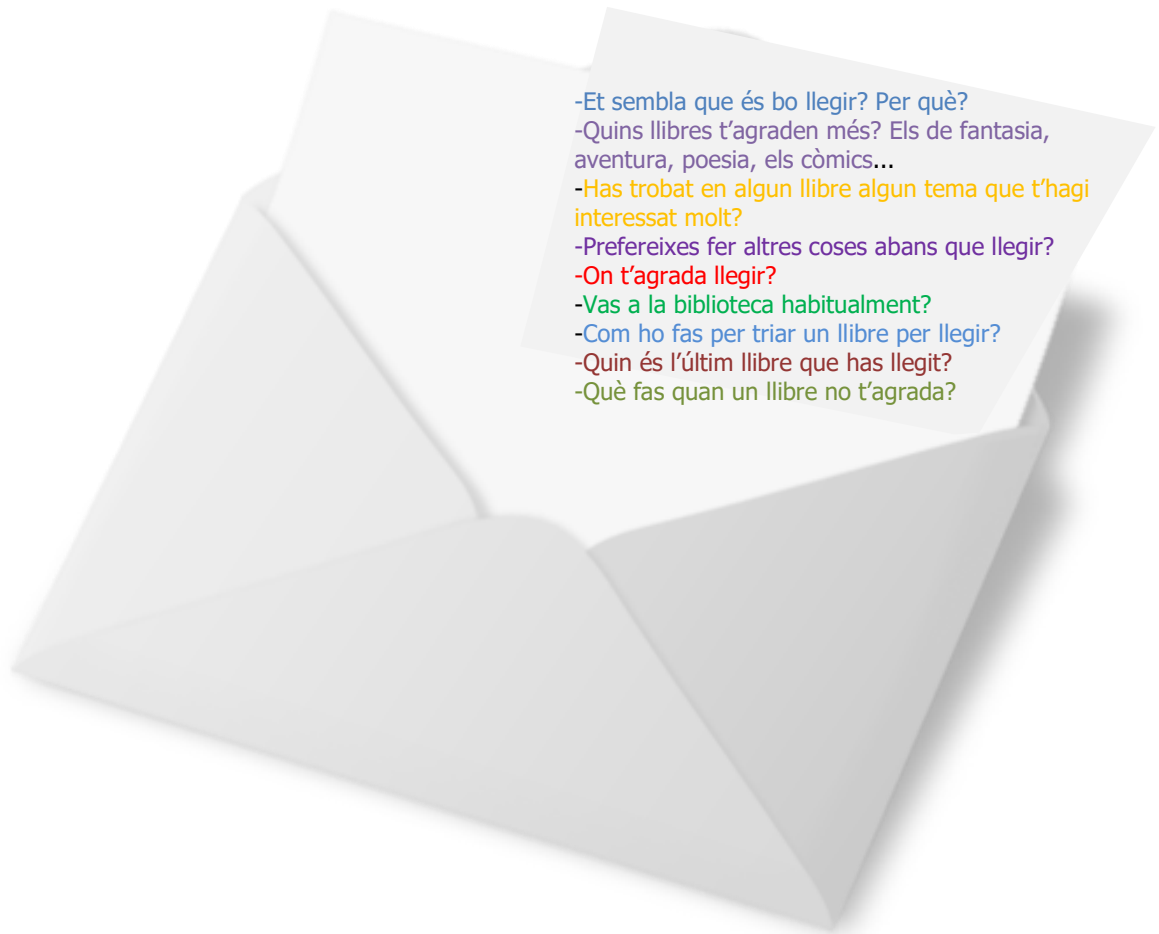 -Et sembla que és bo llegir? Per què?
-Quins llibres t’agraden més? Els de fantasia,
aventura, poesia, els còmics...
-Has trobat en algun llibre algun tema que t’hagi
interessat molt?
-Prefereixes fer altres coses abans que llegir?
-On t’agrada llegir?
-Vas a la biblioteca habitualment?
-Com ho fas per triar un llibre per llegir?
-Quin és l’últim llibre que has llegit?
-Què fas quan un llibre no t’agrada?